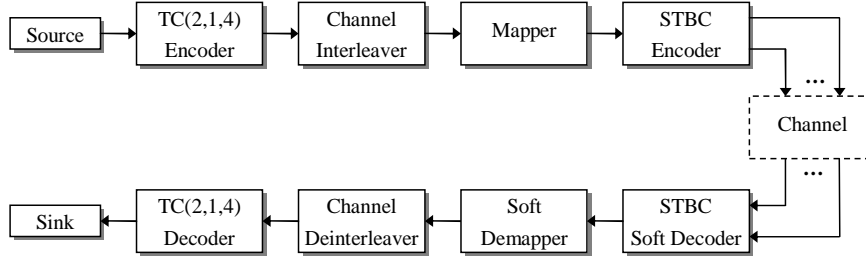 Source
TC(2,1,4)
Encoder
Channel
Interleaver
Mapper
STBC
Encoder
...
Channel
...
Sink
TC(2,1,4)
Decoder
Channel
Deinterleaver
Soft
Demapper
STBC
Soft Decoder